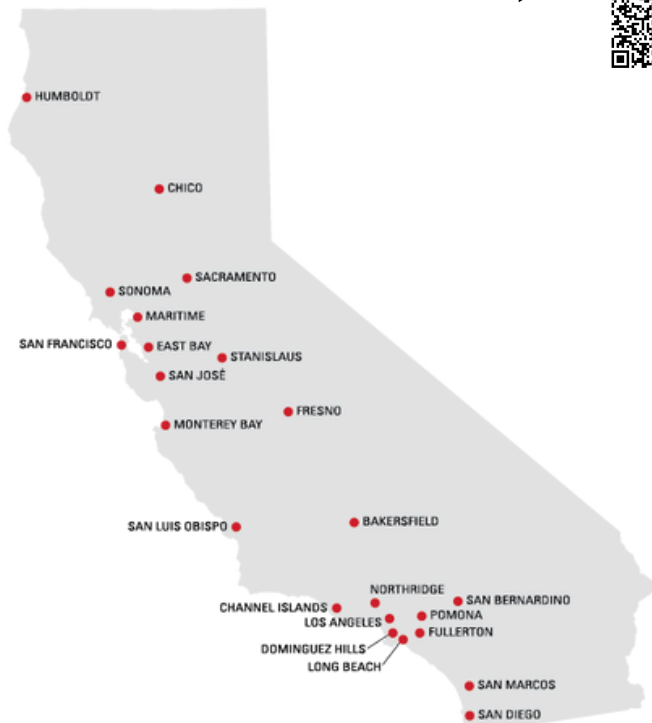 HUMBOLDT
CHICO
SACRAMENTO
SONOMA
MARITIME
SAN FRANCISCO
EAST BAY
STANISLAUS
SAN JOSÉ
FRESNO
MONTEREY BAY
BAKERSFIELD
SAN LUIS OBISPO
NORTHRIDGE
SAN BERNARDINO
CHANNEL ISLANDS
POMONA
LOS ANGELES
FULLERTON
DOMINGUEZ HILLS
LONG BEACH
SAN MARCOS
SAN DIEGO